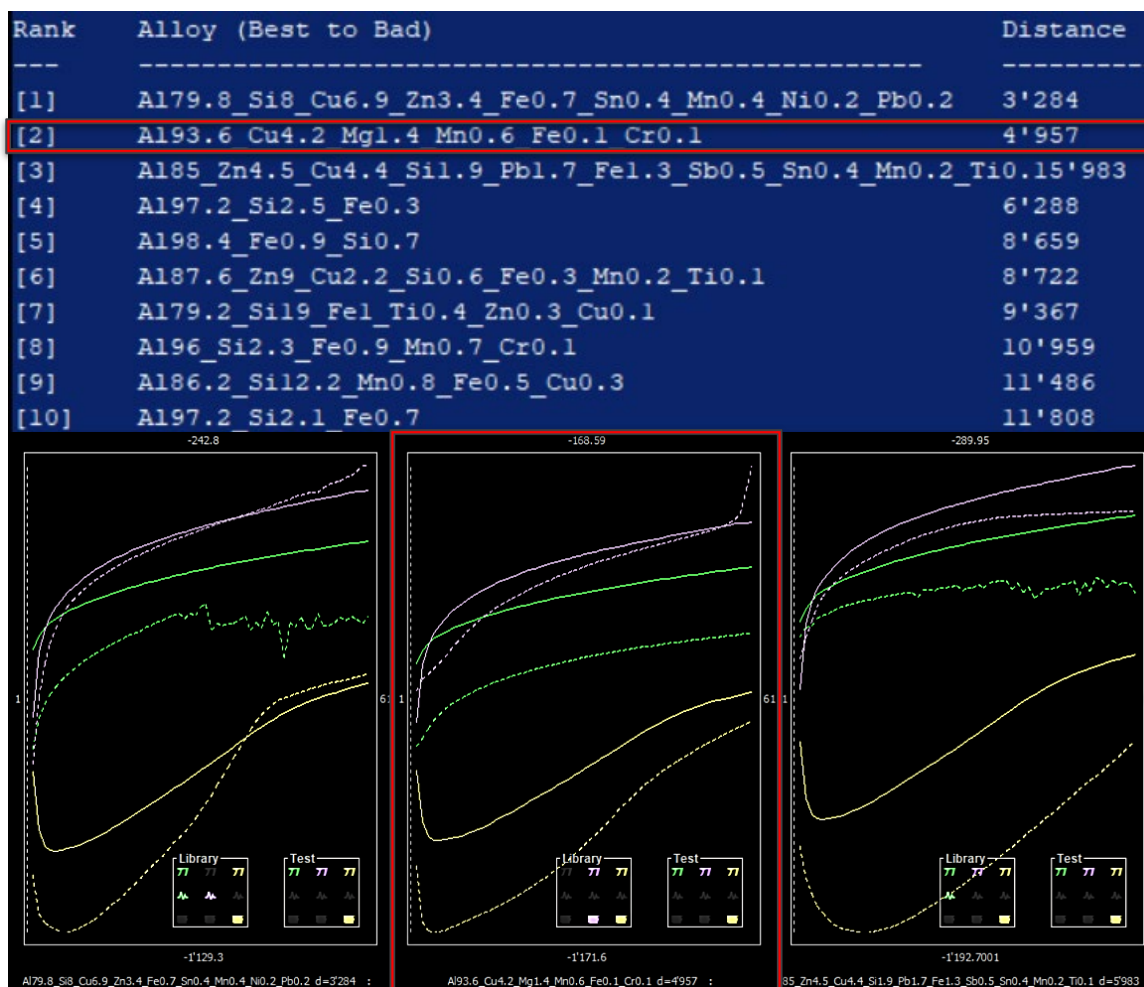 Rank Alloy (Best to Bad) Distance
--- -------------------------------------------------- ---------
[1] Al79.8_Si8_Cu6.9_Zn3.4_Fe0.7_Sn0.4_Mn0.4_Ni0.2_Pb0.2 3'284
[2] Al93.6_Cu4.2_Mg1.4_Mn0.6_Fe0.1_Cr0.1 4'957
[3] Al85_Zn4.5_Cu4.4_Si1.9_Pb1.7_Fe1.3_Sb0.5_Sn0.4_Mn0.2_Ti0.15'983
[4] Al97.2_Si2.5_Fe0.3 6'288
[5] Al98.4_Fe0.9_Si0.7 8'659
[6] Al87.6_Zn9_Cu2.2_Si0.6_Fe0.3_Mn0.2_Ti0.1 8'722
[7] Al79.2_Si19_Fe1_Ti0.4_Zn0.3_Cu0.1 9'367
[8] Al96_Si2.3_Fe0.9_Mn0.7_Cr0.1 10'959
[9] Al86.2_Si12.2_Mn0.8_Fe0.5_Cu0.3 11'486
[10] Al97.2_Si2.1_Fe0.7 11'808
-242.8 -168.59 -289.95
1 61 1 61 1
Library Test Library Test Library Test
-1'129.3 -1'171.6 -1'192.7001
Al79.8_Si8_Cu6.9_Zn3.4_Fe0.7_Sn0.4_Mn0.4_Ni0.2_Pb0.2 d=3'284 : Al93.6_Cu4.2_Mg1.4_Mn0.6_Fe0.1_Cr0.1 d=4'957 : 85_Zn4.5_Cu4.4_Si1.9_Pb1.7_Fe1.3_Sb0.5_Sn0.4_Mn0.2_Ti0.1 d=5'983